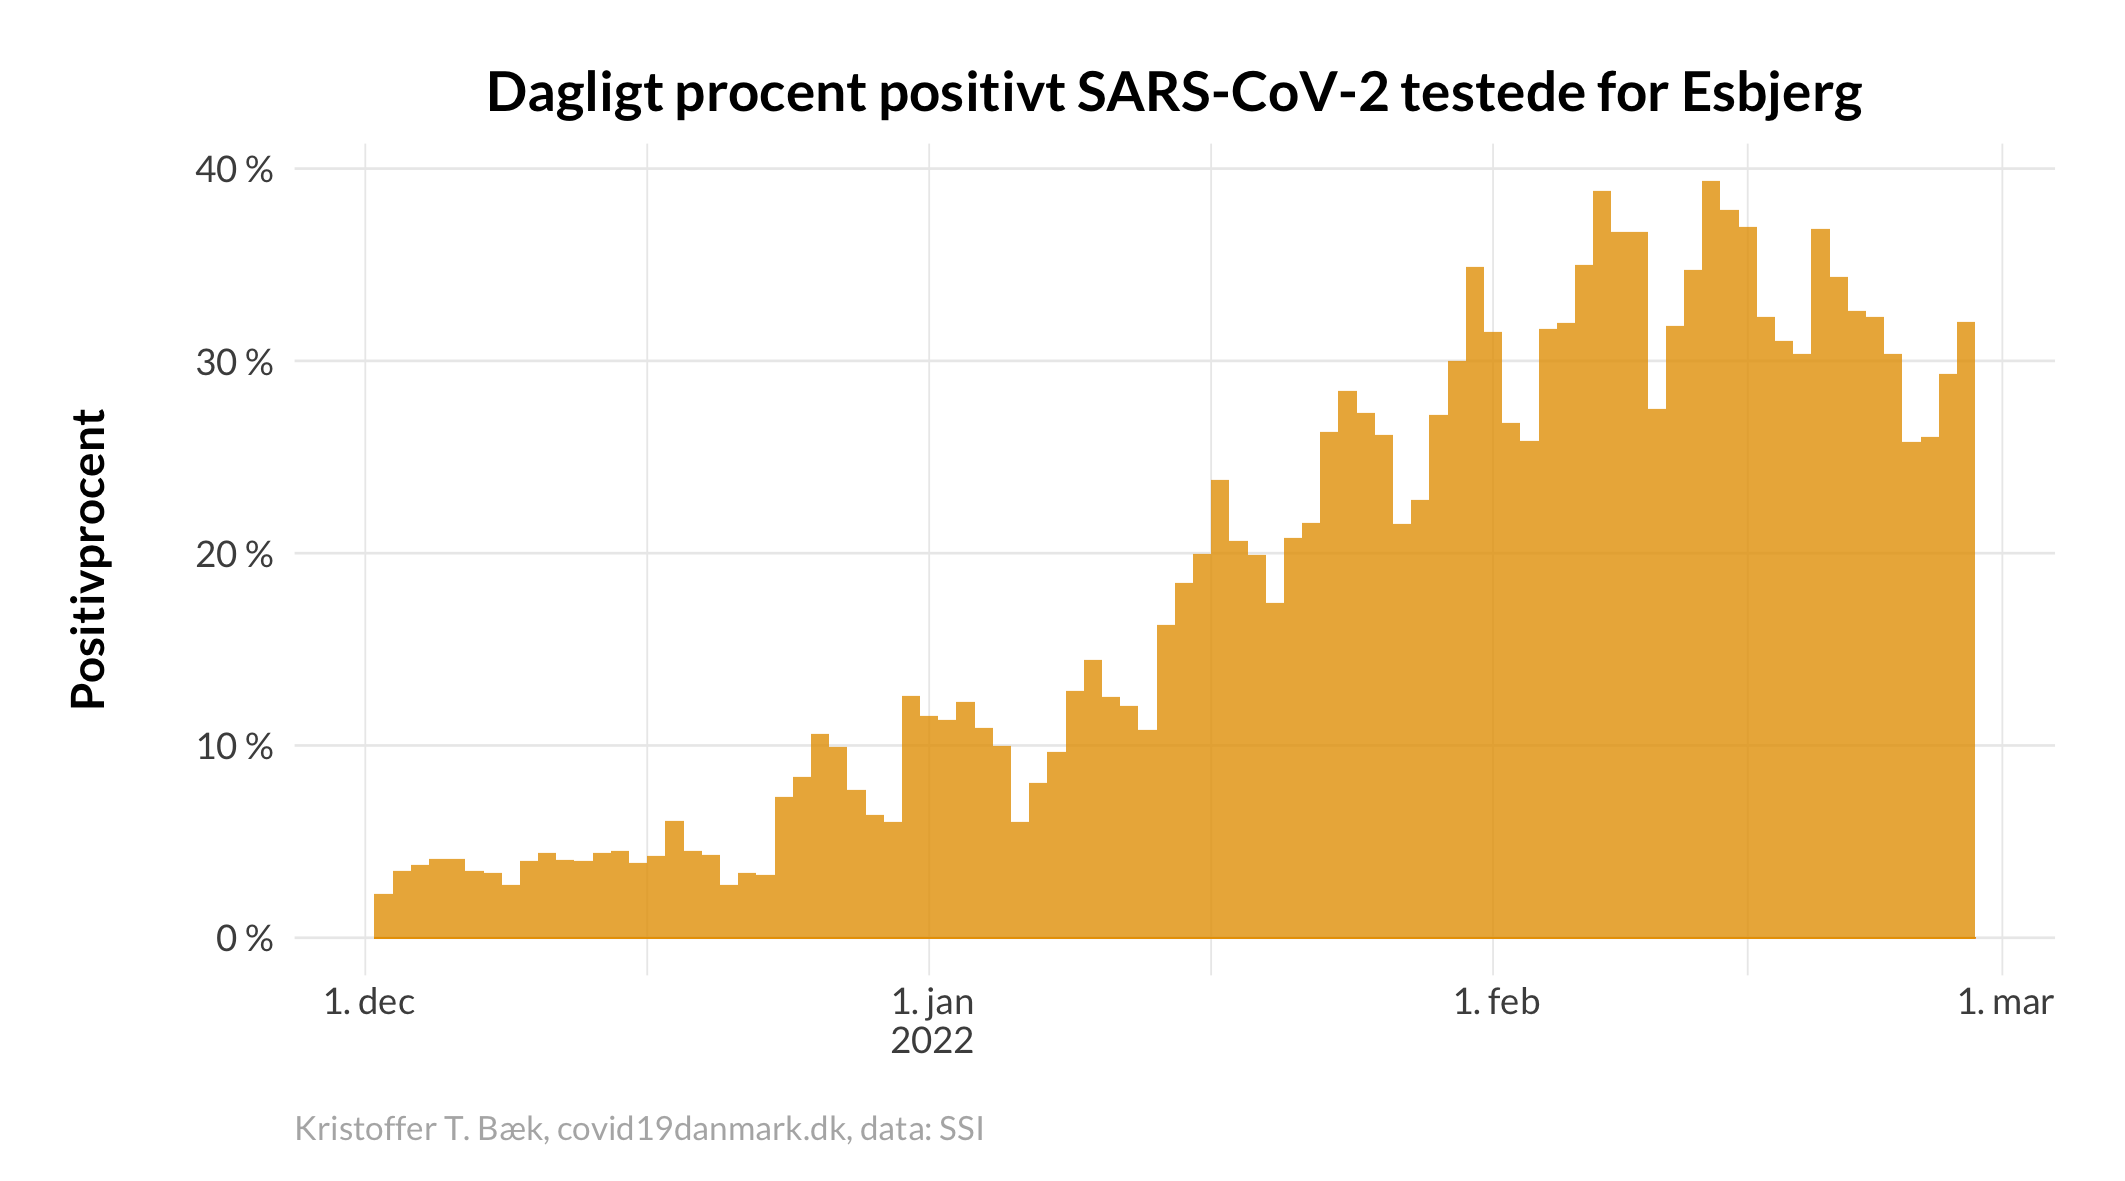 Dagligt procent positivt SARS-CoV-2 testede for Esbjerg
Positivprocent
40 %
30 %
20 %
10 %
0 %
1. dec
1. jan
2022
1. feb
1. mar
Kristoffer T. Bæk, covid19danmark.dk, data: SSI